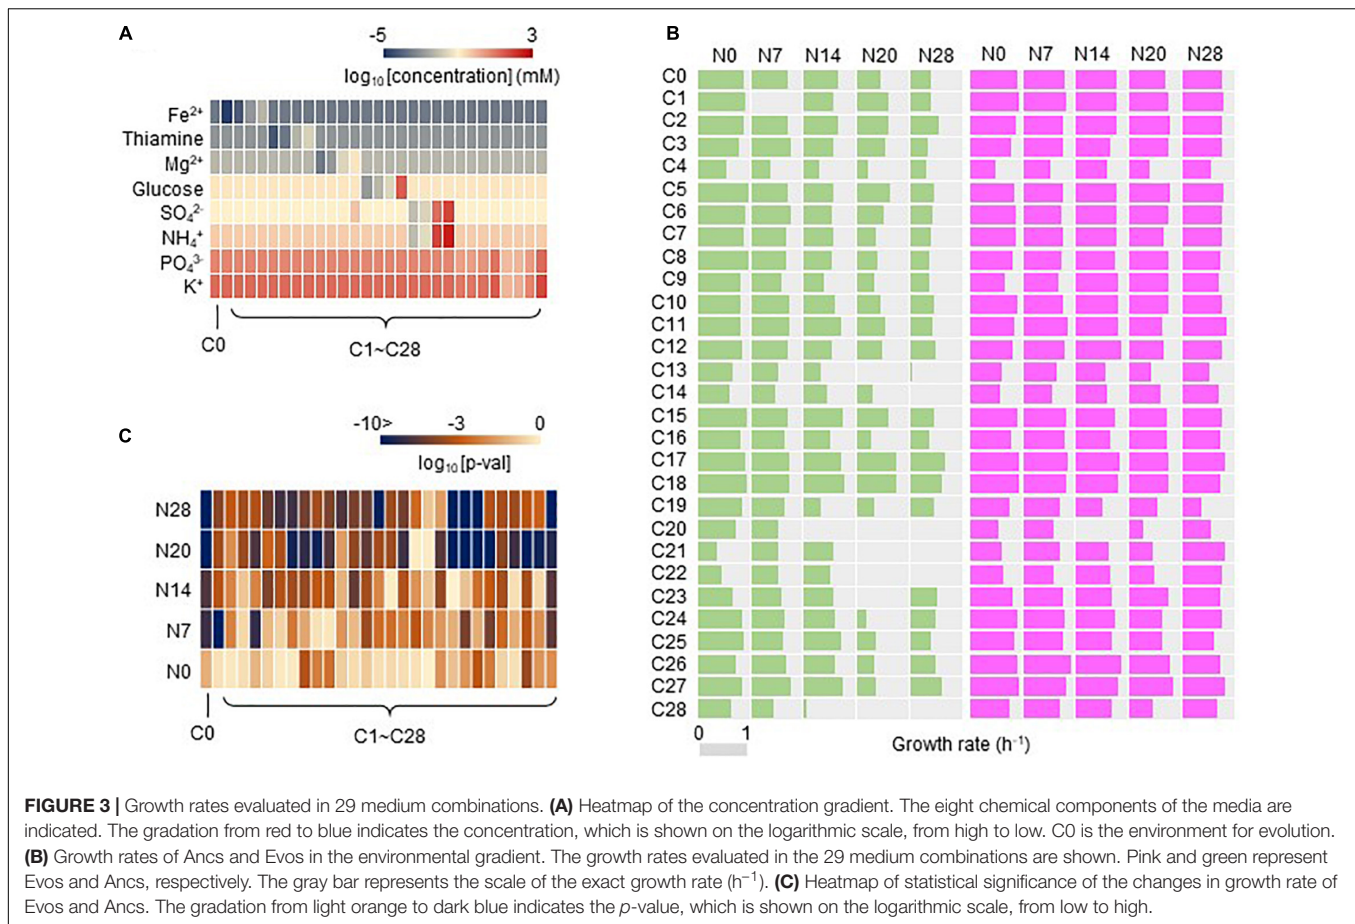 A
-5 3
log₁₀[concentration] (mM)
Fe²⁺
Thiamine
Mg²⁺
Glucose
SO₄²⁻
NH₄⁺
PO₄³⁻
K⁺
C0
C1~C28
B
N0 N7 N14 N20 N28 N0 N7 N14 N20 N28
C0
C1
C2
C3
C4
C5
C6
C7
C8
C9
C10
C11
C12
C13
C14
C15
C16
C17
C18
C19
C20
C21
C22
C23
C24
C25
C26
C27
C28
0 1
Growth rate (h⁻¹)
C
-10> -3 0
log₁₀[p-val]
N28
N20
N14
N7
N0
C0
C1~C28
FIGURE 3 | Growth rates evaluated in 29 medium combinations. (A) Heatmap of the concentration gradient. The eight chemical components of the media are
indicated. The gradation from red to blue indicates the concentration, which is shown on the logarithmic scale, from high to low. C0 is the environment for evolution.
(B) Growth rates of Ancs and Evos in the environmental gradient. The growth rates evaluated in the 29 medium combinations are shown. Pink and green represent
Evos and Ancs, respectively. The gray bar represents the scale of the exact growth rate (h⁻¹). (C) Heatmap of statistical significance of the changes in growth rate of
Evos and Ancs. The gradation from light orange to dark blue indicates the p-value, which is shown on the logarithmic scale, from low to high.